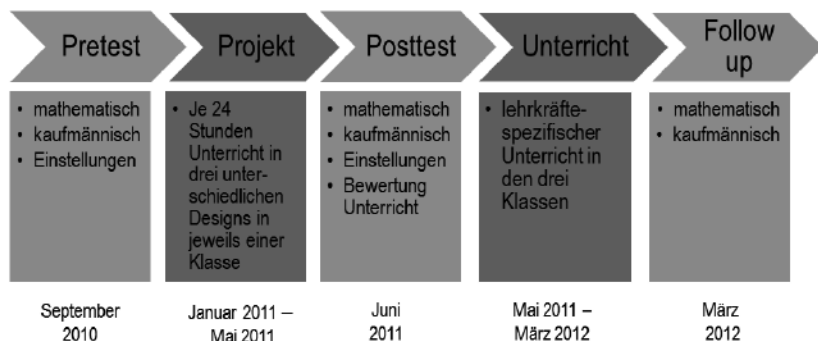 Pretest
Projekt
Posttest
Unterricht
Follow
up
• mathematisch
• kaufmännisch
• Einstellungen
• Je 24
Stunden
Unterricht in
drei unter-
schiedlichen
Designs in
jeweils einer
Klasse
• mathematisch
• kaufmännisch
• Einstellungen
• Bewertung
Unterricht
• lehrkräfte-
spezifischer
Unterricht in
den drei
Klassen
• mathematisch
• kaufmännisch
September
2010
Januar 2011 –
Mai 2011
Juni
2011
Mai 2011 –
März 2012
März
2012